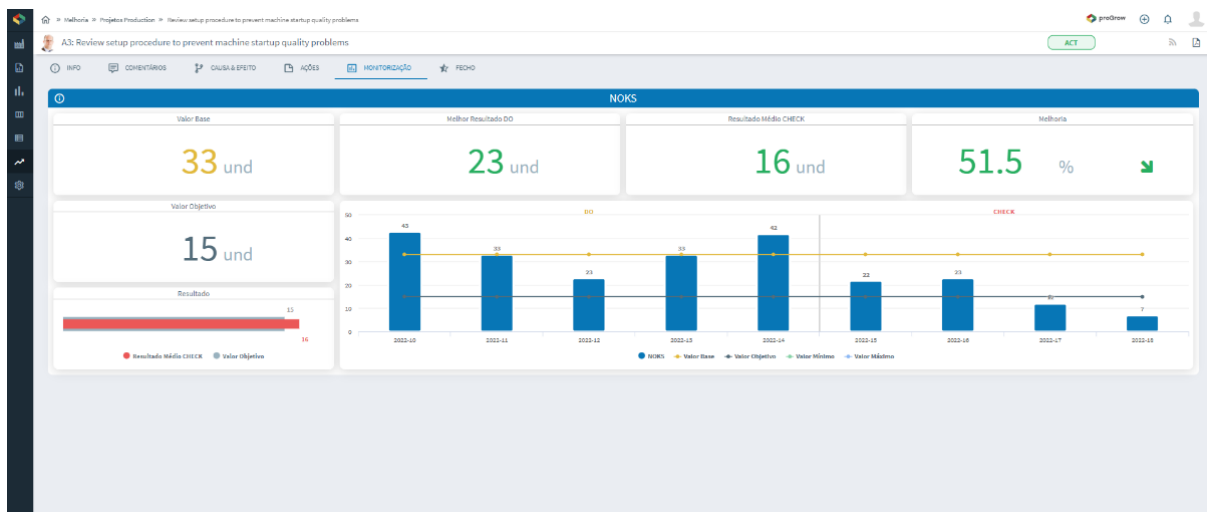 » Melhoria » Projetos Production » Review setup procedure to prevent machine startup quality problems
proGrow
A3: Review setup procedure to prevent machine startup quality problems
ACT
INFO COMENTÁRIOS CAUSA & EFEITO AÇÕES MONITORIZAÇÃO FECHO
NOKS
Valor Base
33 und
Melhor Resultado DO
23 und
Resultado Médio CHECK
16 und
Melhoria
51.5 %
Valor Objetivo
15 und
Resultado
15
16
Resultado Médio CHECK Valor Objetivo
DO CHECK
50
40
30
20
10
0
43 33 23 33 42 22 23 7
2022-10 2022-11 2022-12 2022-13 2022-14 2022-15 2022-16 2022-17 2022-18
NOKS Valor Base Valor Objetivo Valor Mínimo Valor Máximo